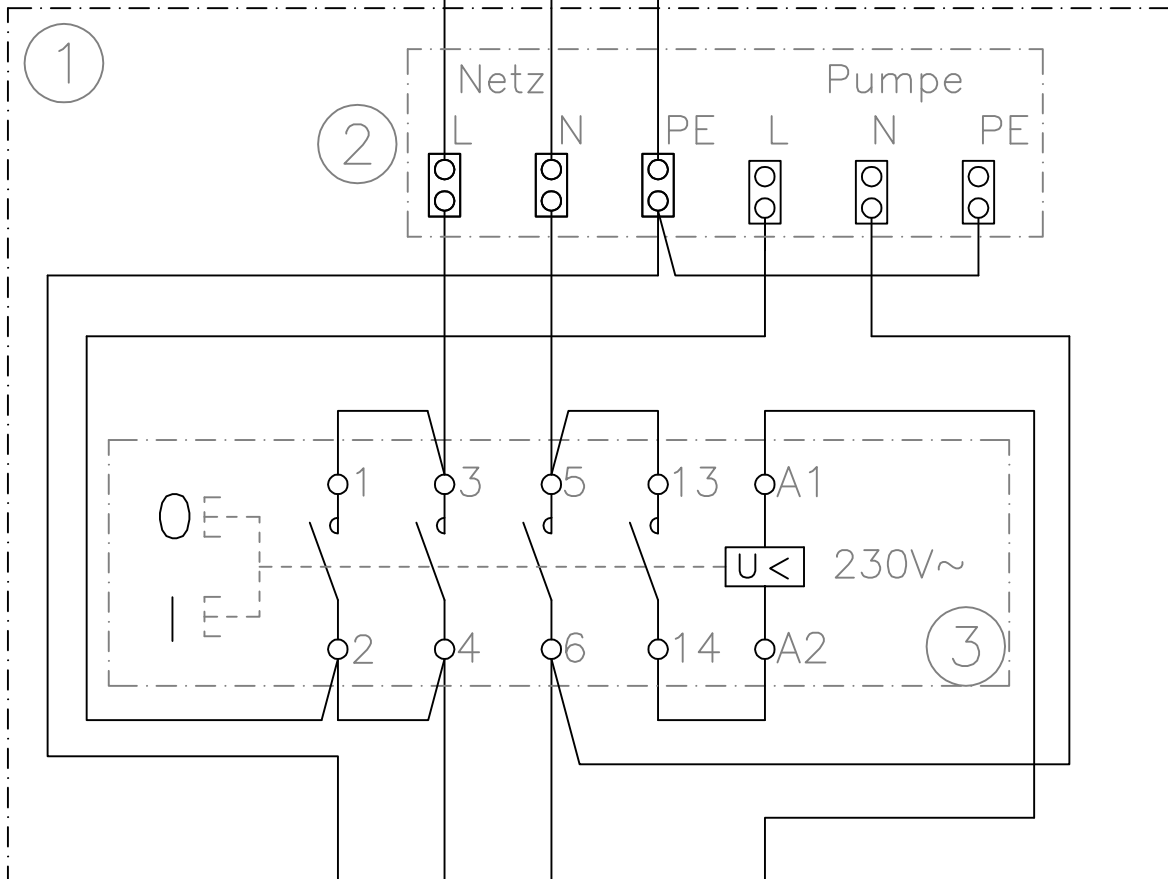 1
Netz Pumpe
2
L N PE L N PE
1 3 5 13 A1
0
U< 230V~
I
2 4 6 14 A2
3